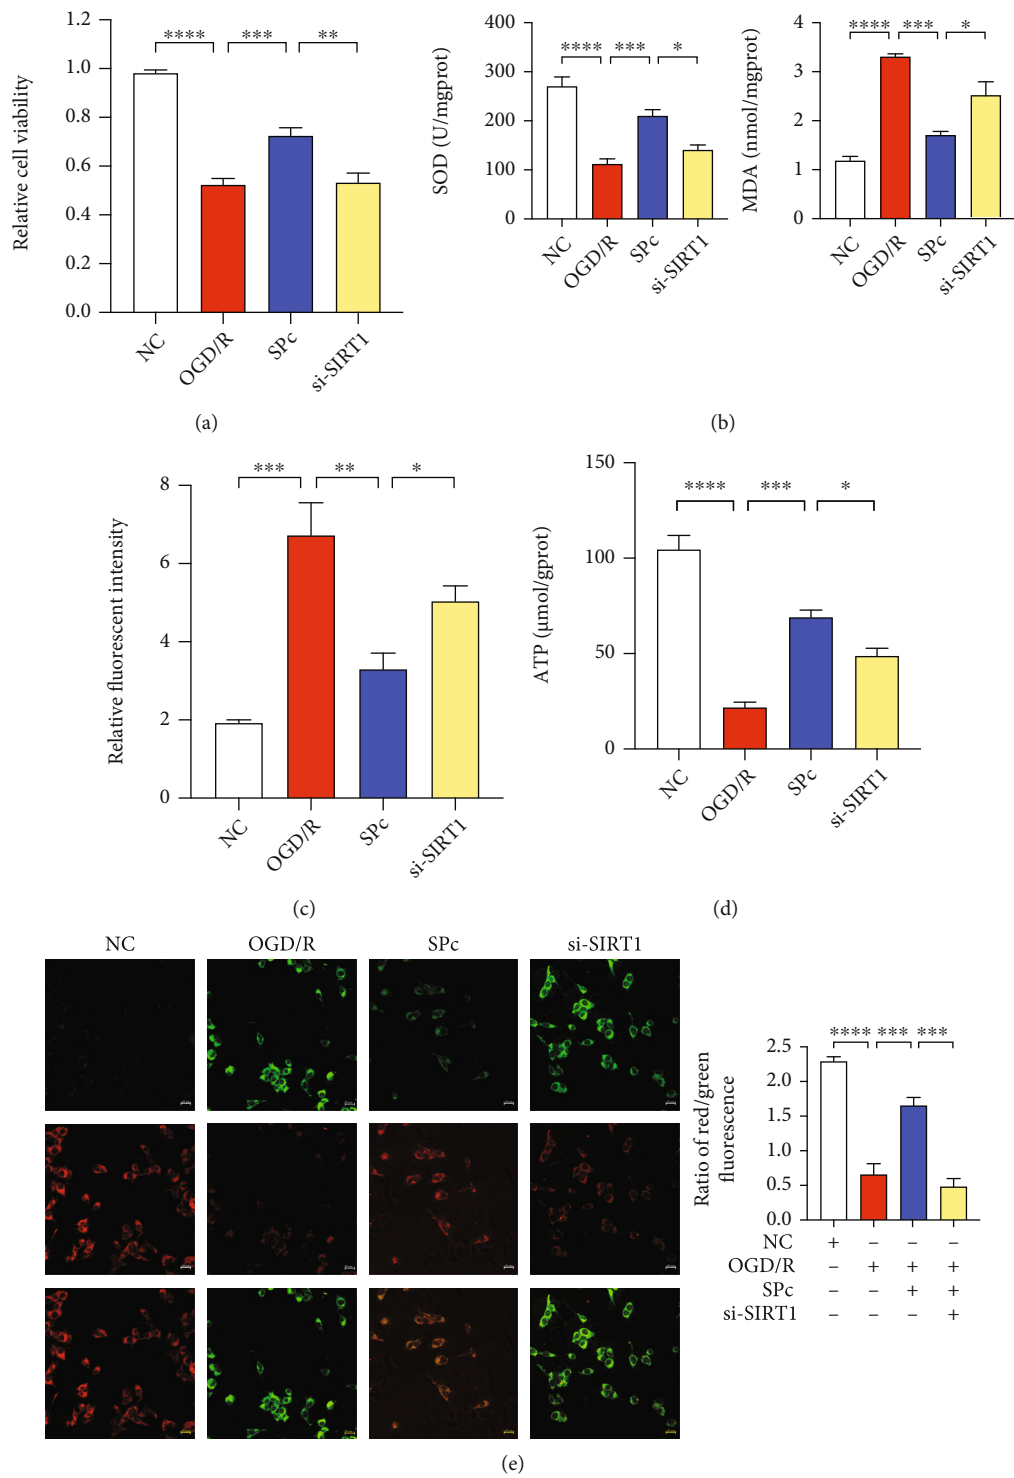 1.2
1.0
0.8
0.6
0.4
0.2
0.0
Relative cell viability
****
***
**
NC
OGD/R
SPc
si-SIRT1
(a)
400
300
200
100
0
SOD (U/mgprot)
****
***
*
NC
OGD/R
SPc
si-SIRT1
4
3
2
1
0
MDA (nmol/mgprot)
****
***
*
NC
OGD/R
SPc
si-SIRT1
(b)
8
6
4
2
0
Relative fluorescent intensity
***
**
*
NC
OGD/R
SPc
si-SIRT1
(c)
150
100
50
0
ATP (μmol/gprot)
****
***
*
NC
OGD/R
SPc
si-SIRT1
(d)
NC OGD/R SPc si-SIRT1
2.5
2.0
1.5
1.0
0.5
0.0
Ratio of red/green
fluorescence
**** *** ***
NC + – – –
OGD/R – + + +
SPc – – + +
si-SIRT1 – – – +
(e)